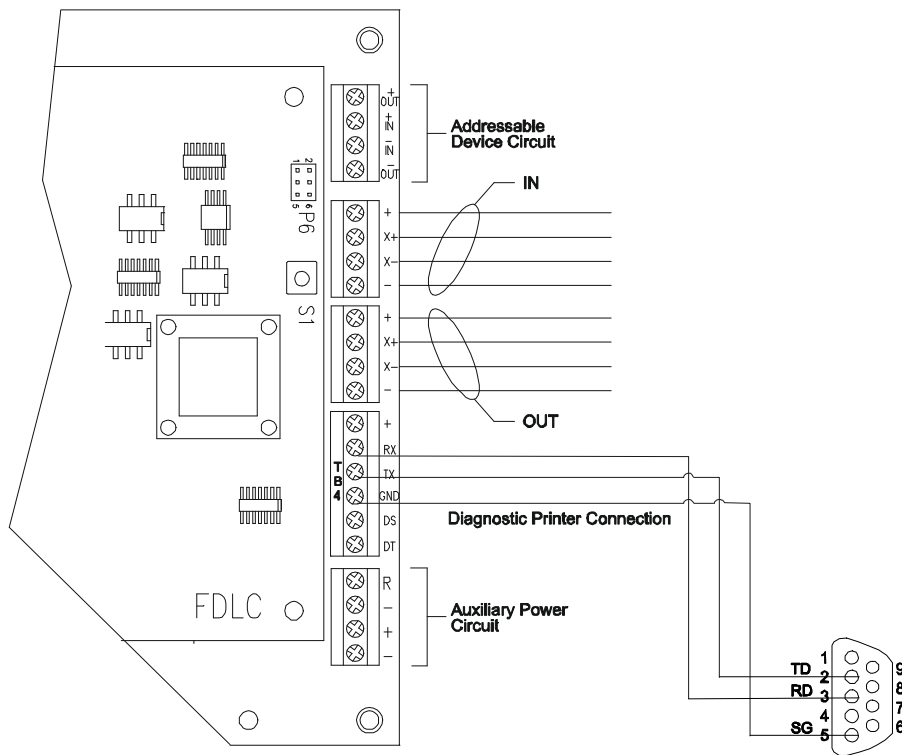 +
OUT
+
IN
-
IN
-
OUT
Addressable
Device Circuit
1 2
5 6
P6
S1
IN
+
X+
X-
-
+
X+
X-
-
OUT
TB4
+
RX
TX
GND
DS
DT
Diagnostic Printer Connection
R
-
+
-
Auxiliary Power
Circuit
FDLC
TD
RD
SG
1
2
3
4
5
9
8
7
6